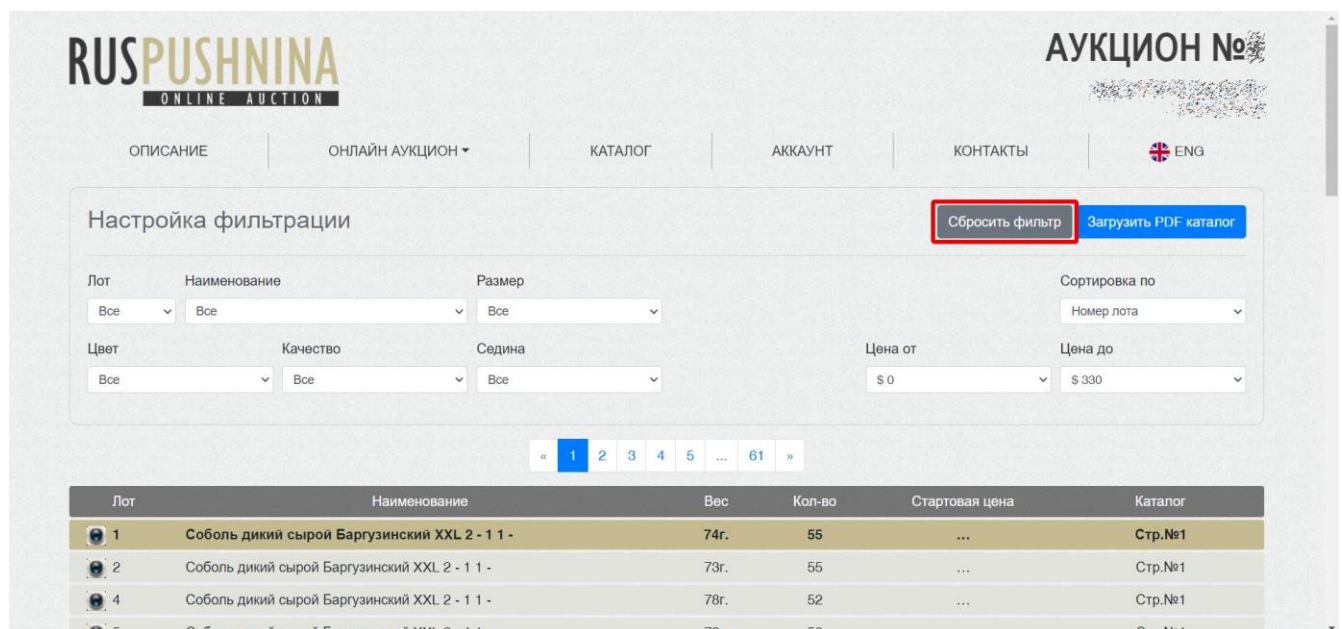 RUSPUSHNINA
ONLINE AUCTION
АУКЦИОН №
ОПИСАНИЕ ОНЛАЙН АУКЦИОН КАТАЛОГ АККАУНТ КОНТАКТЫ ENG
Настройка фильтрации Сбросить фильтр Загрузить PDF каталог
Лот Наименование Размер Сортировка по
Все Все Все Номер лота
Цвет Качество Седина Цена от Цена до
Все Все Все $ 0 $ 330
« 1 2 3 4 5 ... 61 »
Лот Наименование Вес Кол-во Стартовая цена Каталог
1 Соболь дикий сырой Баргузинский XXL 2 - 1 1 - 74г. 55 ... Стр.№1
2 Соболь дикий сырой Баргузинский XXL 2 - 1 1 - 73г. 55 ... Стр.№1
4 Соболь дикий сырой Баргузинский XXL 2 - 1 1 - 78г. 52 ... Стр.№1